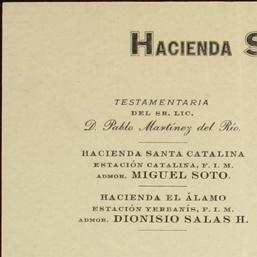 HACIENDA S
TESTAMENTARIA
DEL SR. LIC.
D. Pablo Martínez del Río.
HACIENDA SANTA CATALINA
ESTACIÓN CATALINA, F. I. M.
ADMOR. MIGUEL SOTO.
HACIENDA EL ÁLAMO
ESTACIÓN YERBANÍS, F. I. M.
ADMOR. DIONISIO SALAS H.